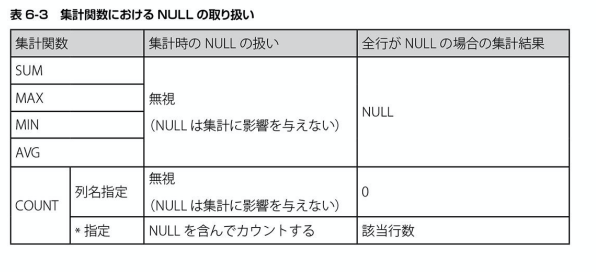 表 6-3 集計関数における NULL の取り扱い
集計関数 集計時の NULL の扱い 全行が NULL の場合の集計結果
SUM
MAX
MIN
AVG
無視
（NULL は集計に影響を与えない）
NULL
COUNT
列名指定
無視
（NULL は集計に影響を与えない）
0
* 指定 NULL を含んでカウントする 該当行数